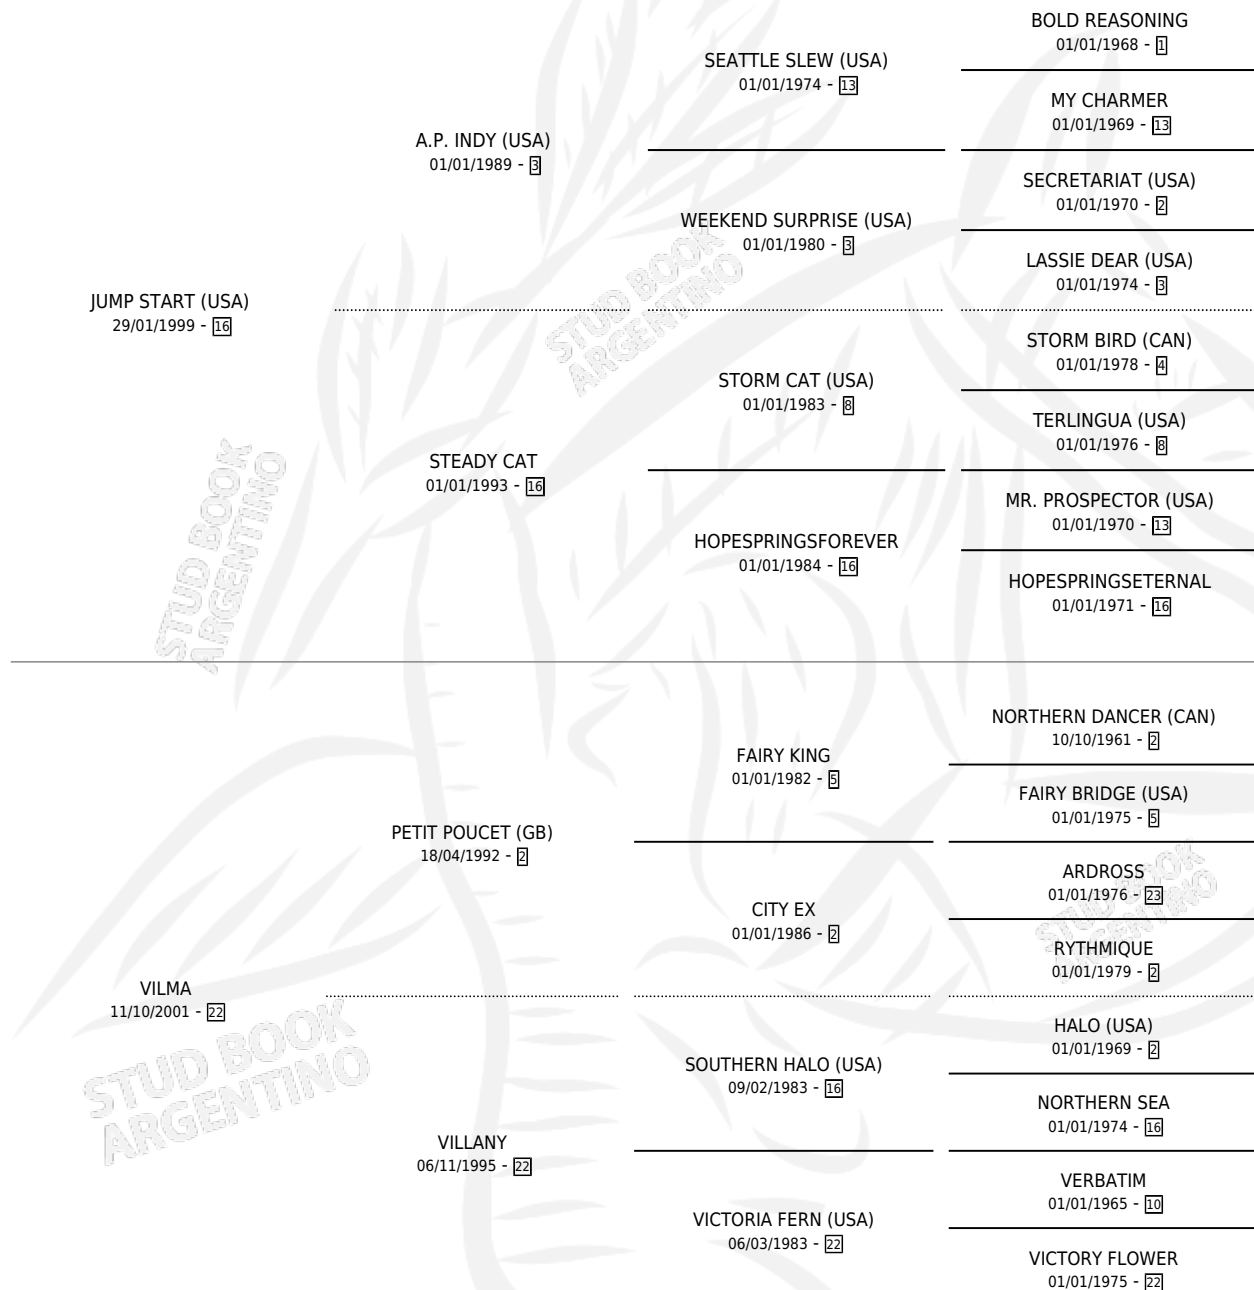 BOLD REASONING
01/01/1968 - 1
SEATTLE SLEW (USA)
01/01/1974 - 13
MY CHARMER
01/01/1969 - 13
A.P. INDY (USA)
01/01/1989 - 3
SECRETARIAT (USA)
01/01/1970 - 2
WEEKEND SURPRISE (USA)
01/01/1980 - 3
LASSIE DEAR (USA)
01/01/1974 - 3
JUMP START (USA)
29/01/1999 - 16
STORM BIRD (CAN)
01/01/1978 - 4
STORM CAT (USA)
01/01/1983 - 8
TERLINGUA (USA)
01/01/1976 - 8
STEADY CAT
01/01/1993 - 16
MR. PROSPECTOR (USA)
01/01/1970 - 13
HOPESPRINGSFOREVER
01/01/1984 - 16
HOPESPRINGSETERNAL
01/01/1971 - 16
NORTHERN DANCER (CAN)
10/10/1961 - 2
FAIRY KING
01/01/1982 - 5
FAIRY BRIDGE (USA)
01/01/1975 - 5
PETIT POUCET (GB)
18/04/1992 - 2
ARDROSS
01/01/1976 - 23
CITY EX
01/01/1986 - 2
RYTHMIQUE
01/01/1979 - 2
VILMA
11/10/2001 - 22
HALO (USA)
01/01/1969 - 2
SOUTHERN HALO (USA)
09/02/1983 - 16
NORTHERN SEA
01/01/1974 - 16
VILLANY
06/11/1995 - 22
VERBATIM
01/01/1965 - 10
VICTORIA FERN (USA)
06/03/1983 - 22
VICTORY FLOWER
01/01/1975 - 22
STUD BOOK
ARGENTINO
STUD BOOK
ARGENTINO
STUD BOOK
ARGENTINO
STUD BOOK
ARGENTINO